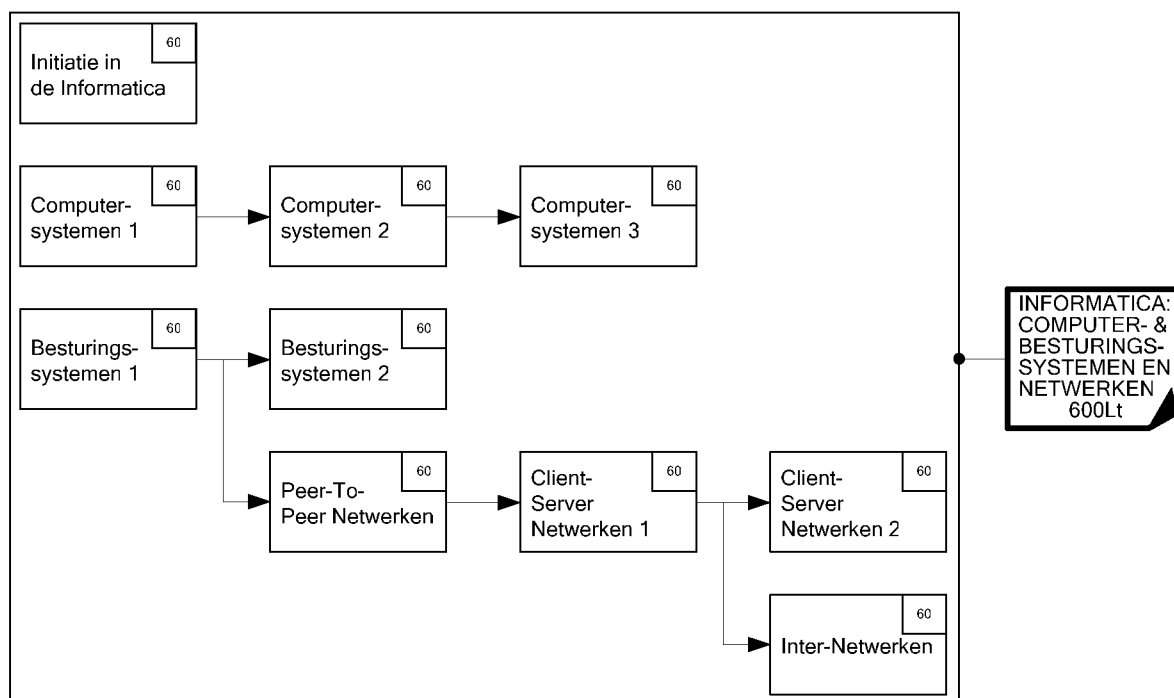 60
Initiatie in
de Informatica
60
Computer-
systemen 1
60
Computer-
systemen 2
60
Computer-
systemen 3
60
Besturings-
systemen 1
60
Besturings-
systemen 2
INFORMATICA:
COMPUTER- &
BESTURINGS-
SYSTEMEN EN
NETWERKEN
600Lt
60
Peer-To-
Peer Netwerken
60
Client-
Server
Netwerken 1
60
Client-
Server
Netwerken 2
60
Inter-Netwerken